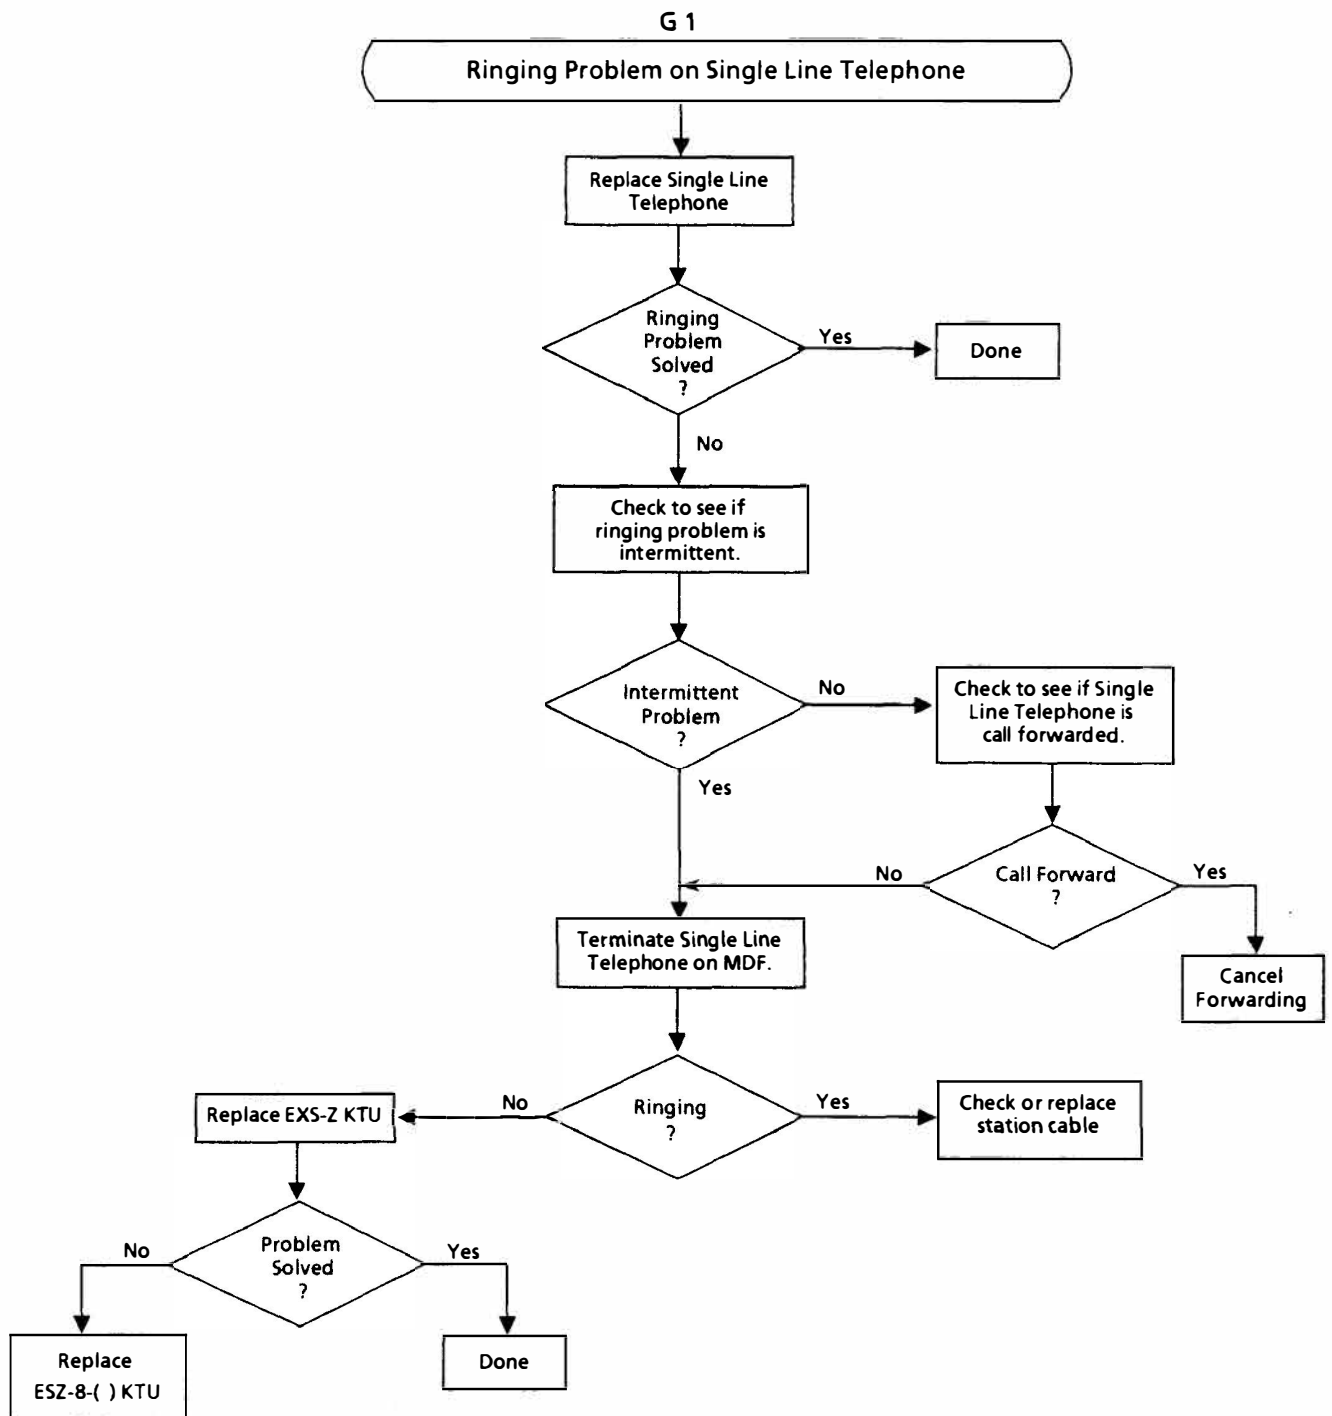 G 1
Ringing Problem on Single Line Telephone
Replace Single Line
Telephone
Ringing
Problem
Solved
?
Yes
Done
No
Check to see if
ringing problem is
intermittent.
Intermittent
Problem
?
No
Check to see if Single
Line Telephone is
call forwarded.
Yes
Call Forward
?
No
Yes
Terminate Single Line
Telephone on MDF.
Cancel
Forwarding
Ringing
?
No
Yes
Replace EXS-Z KTU
Check or replace
station cable
Problem
Solved
?
No
Yes
Replace
ESZ-8-( ) KTU
Done